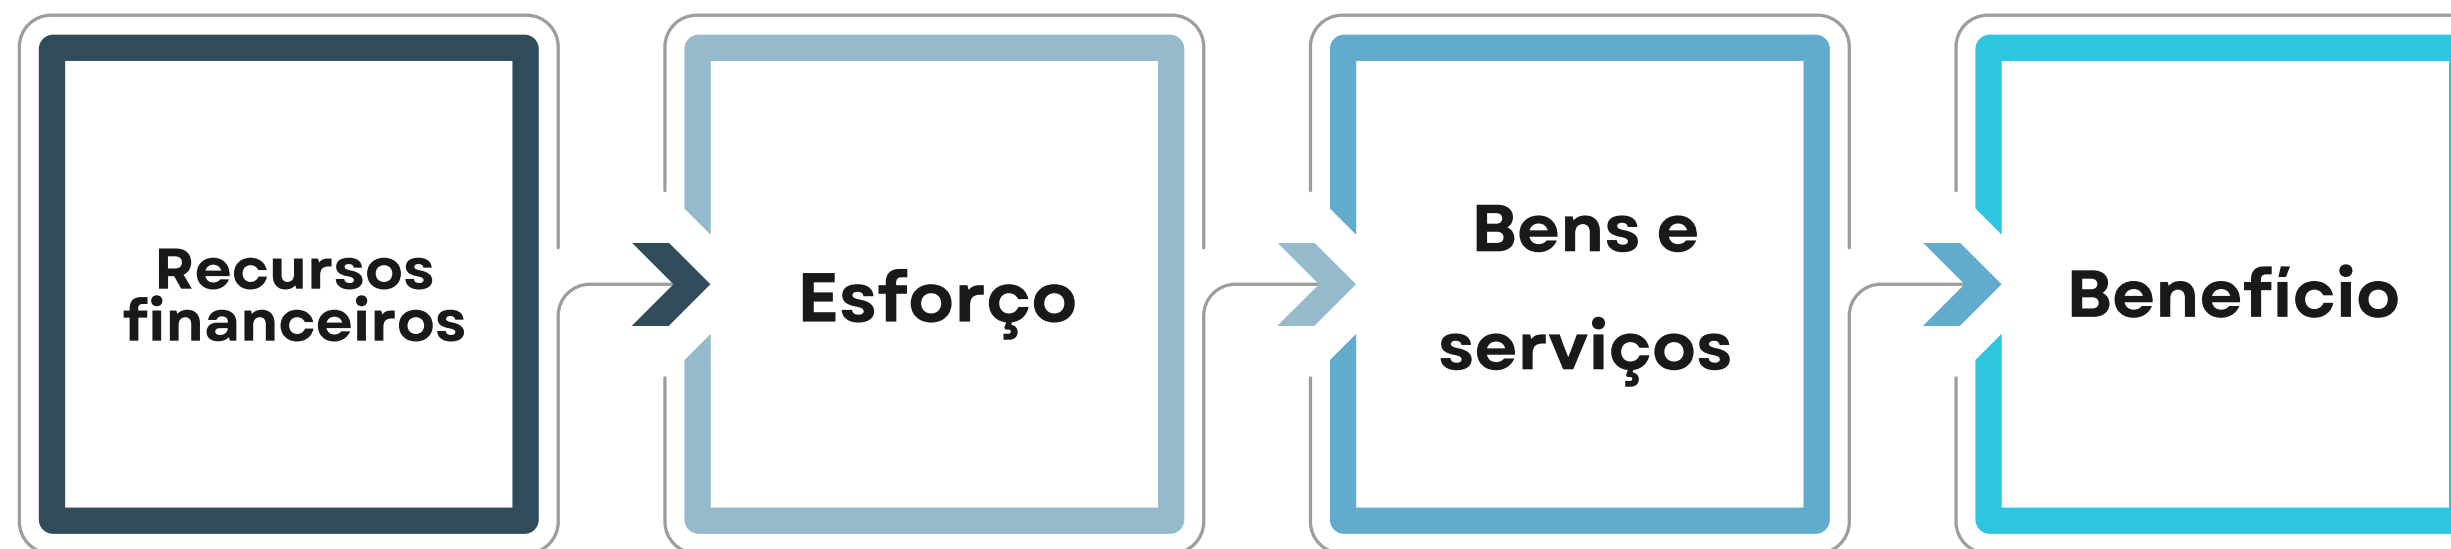 Recursos
financeiros
Esforço
Bens e
serviços
Benefício